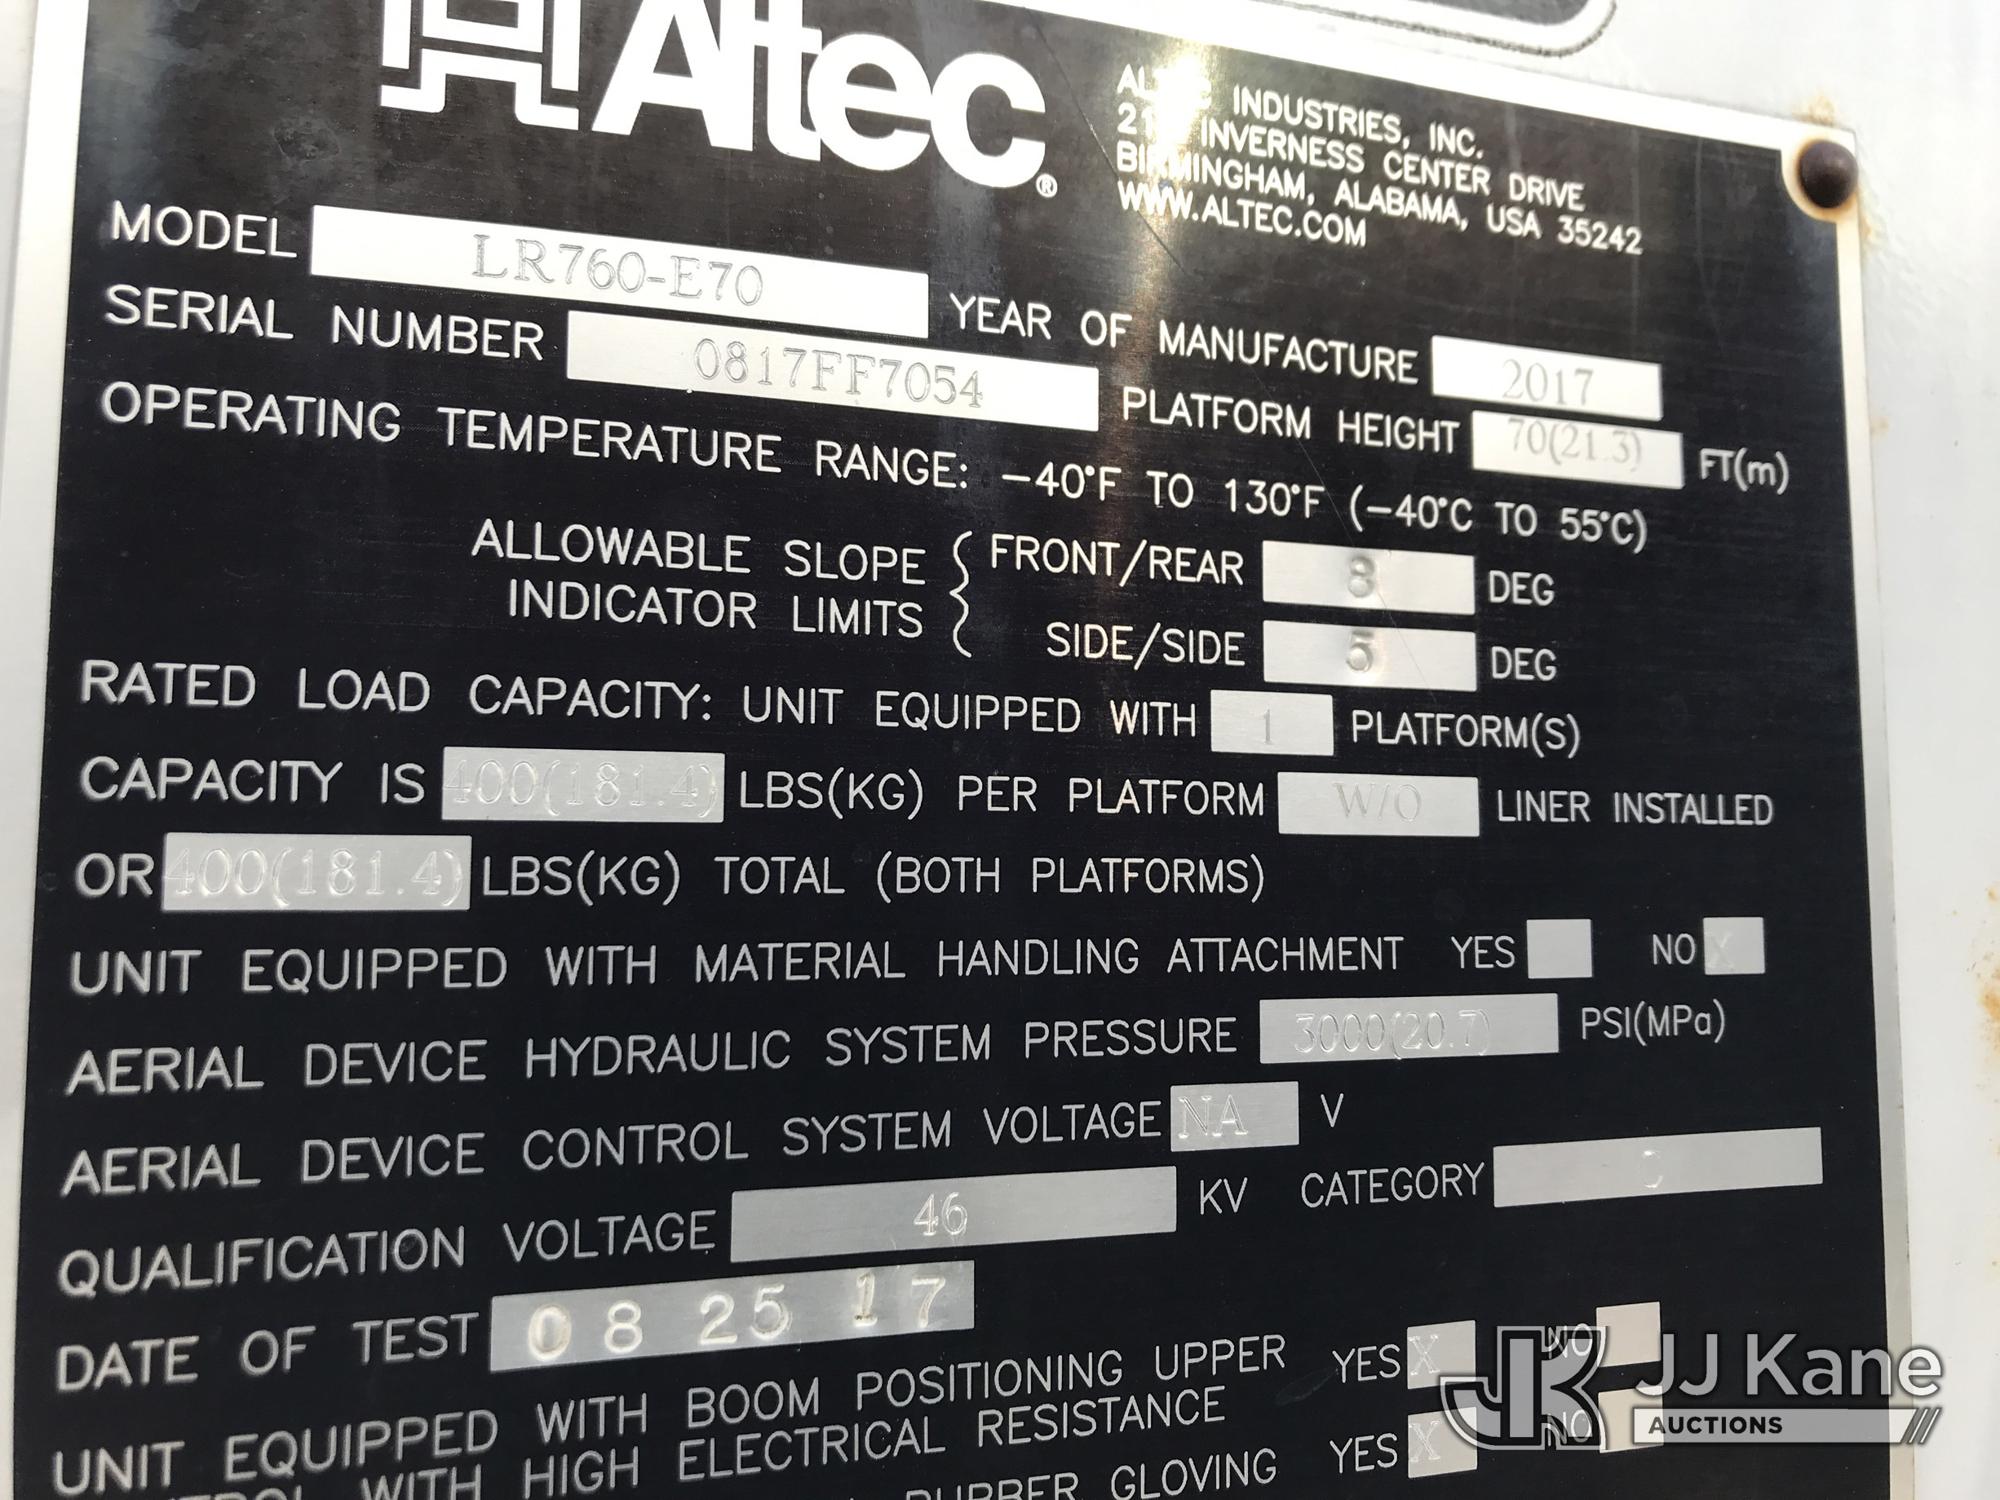 Altec®
INDUSTRIES, INC.
INVERNESS CENTER DRIVE
BIRMINGHAM, ALABAMA, USA 35242
WWW.ALTEC.COM
MODEL LR760-E70 YEAR OF MANUFACTURE 2017
SERIAL NUMBER 0817FF7054 PLATFORM HEIGHT 70(21.3) FT(m)
OPERATING TEMPERATURE RANGE: -40°F TO 130°F (-40°C TO 55°C)
ALLOWABLE SLOPE { FRONT/REAR 8 DEG
INDICATOR LIMITS SIDE/SIDE 5 DEG
RATED LOAD CAPACITY: UNIT EQUIPPED WITH 1 PLATFORM(S)
CAPACITY IS 400(181.4) LBS(KG) PER PLATFORM W/O LINER INSTALLED
OR 400(181.4) LBS(KG) TOTAL (BOTH PLATFORMS)
UNIT EQUIPPED WITH MATERIAL HANDLING ATTACHMENT YES NO X
AERIAL DEVICE HYDRAULIC SYSTEM PRESSURE 3000(20.7) PSI(MPa)
AERIAL DEVICE CONTROL SYSTEM VOLTAGE NA V
QUALIFICATION VOLTAGE 46 KV CATEGORY C
DATE OF TEST 08 25 17
UNIT EQUIPPED WITH BOOM POSITIONING UPPER YES X NO
WITH HIGH ELECTRICAL RESISTANCE
RUBBER GLOVING YES X NO
JK JJ Kane
AUCTIONS